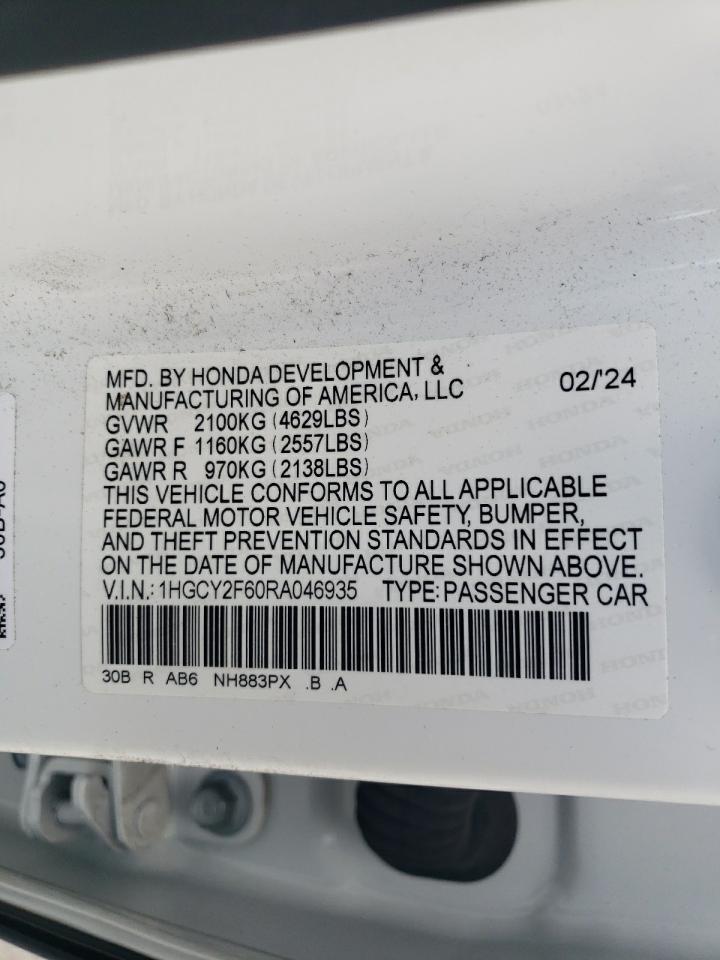 MFD. BY HONDA DEVELOPMENT &
MANUFACTURING OF AMERICA, LLC 02/'24
GVWR 2100KG (4629LBS)
GAWR F 1160KG (2557LBS)
GAWR R 970KG (2138LBS)
THIS VEHICLE CONFORMS TO ALL APPLICABLE
FEDERAL MOTOR VEHICLE SAFETY, BUMPER,
AND THEFT PREVENTION STANDARDS IN EFFECT
ON THE DATE OF MANUFACTURE SHOWN ABOVE.
V.I.N.: 1HGCY2F60RA046935 TYPE: PASSENGER CAR
30B R AB6 NH883PX .B .A